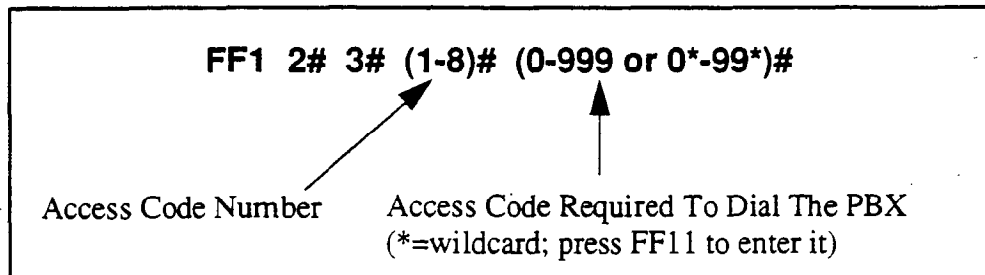 FF1 2# 3# (1-8)# (0-999 or 0*-99*)#
Access Code Number
Access Code Required To Dial The PBX
(*=wildcard; press FF11 to enter it)